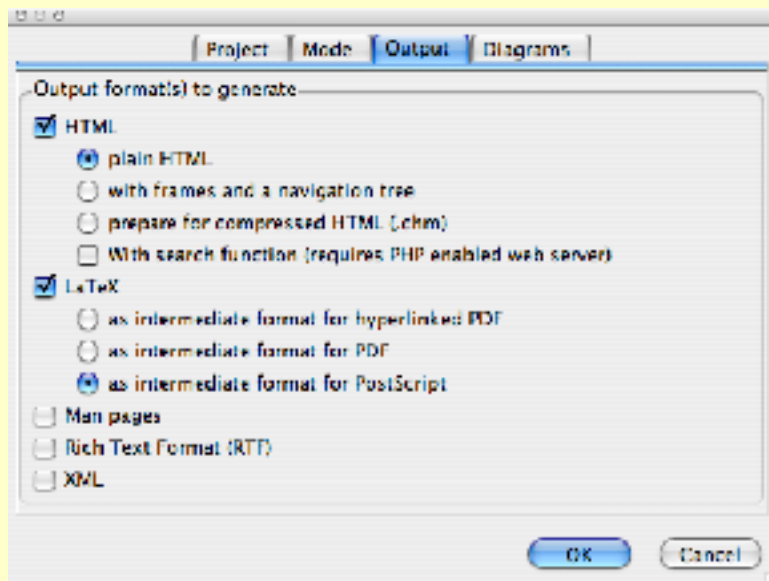 Project Mode Output Diagrams
Output format(s) to generate
HTML
plain HTML
with frames and a navigation tree
prepare for compressed HTML (.chm)
With search function (requires PHP enabled web server)
LaTeX
as intermediate format for hyperlinked PDF
as intermediate format for PDF
as intermediate format for PostScript
Man pages
Rich Text Format (RTF)
XML
OK Cancel